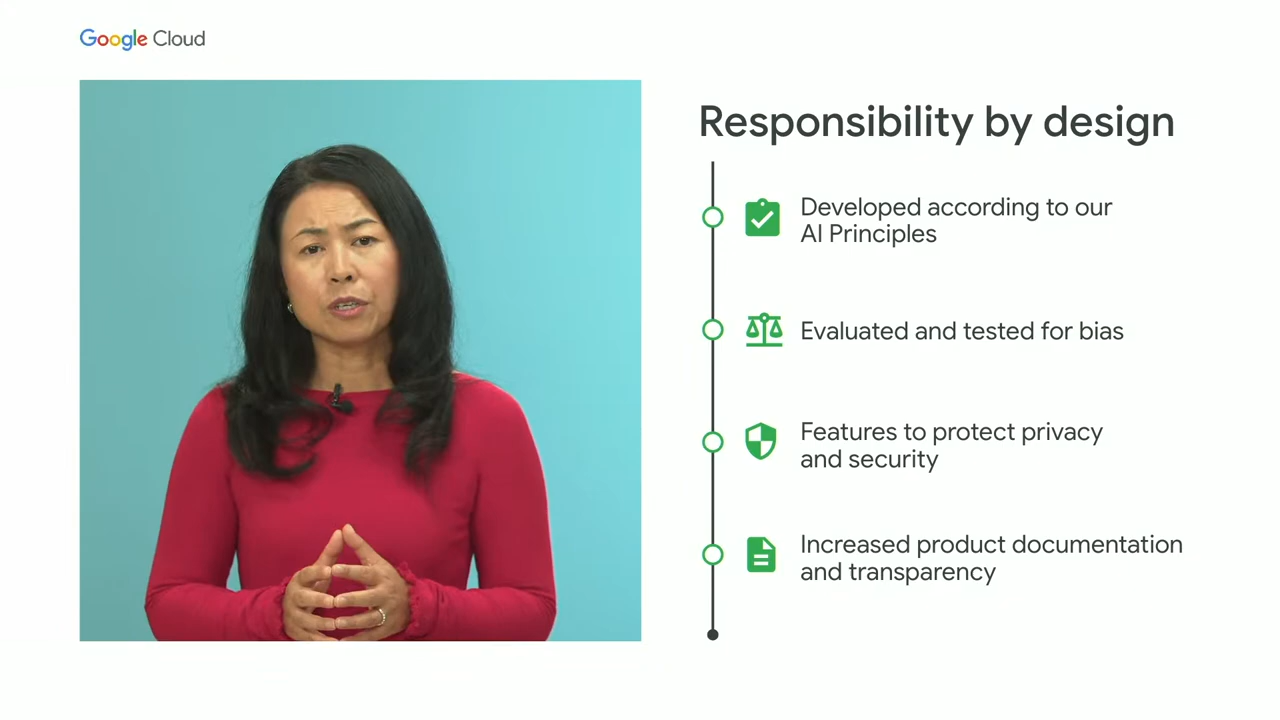 Google Cloud
Responsibility by design
Developed according to our
AI Principles
Evaluated and tested for bias
Features to protect privacy
and security
Increased product documentation
and transparency